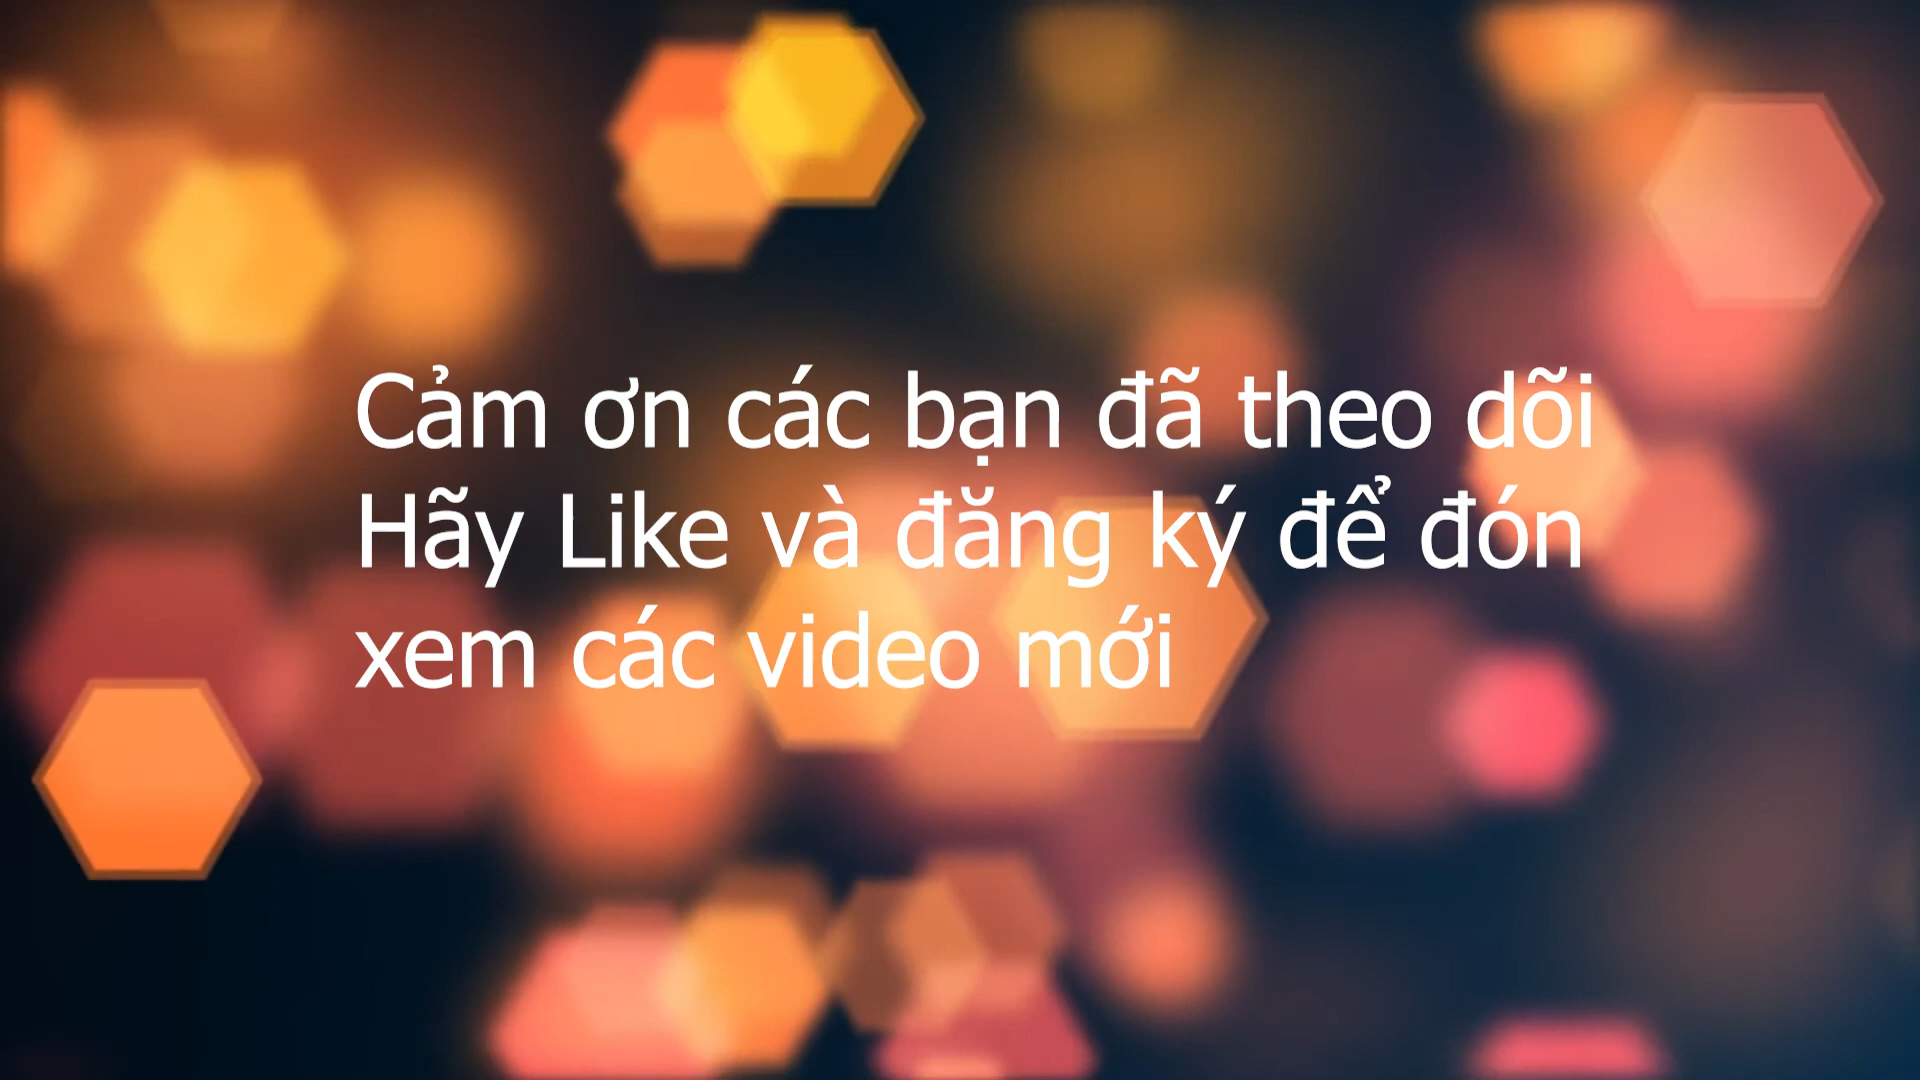 Cảm ơn các bạn đã theo dõi
Hãy Like và đăng ký để đón
xem các video mới